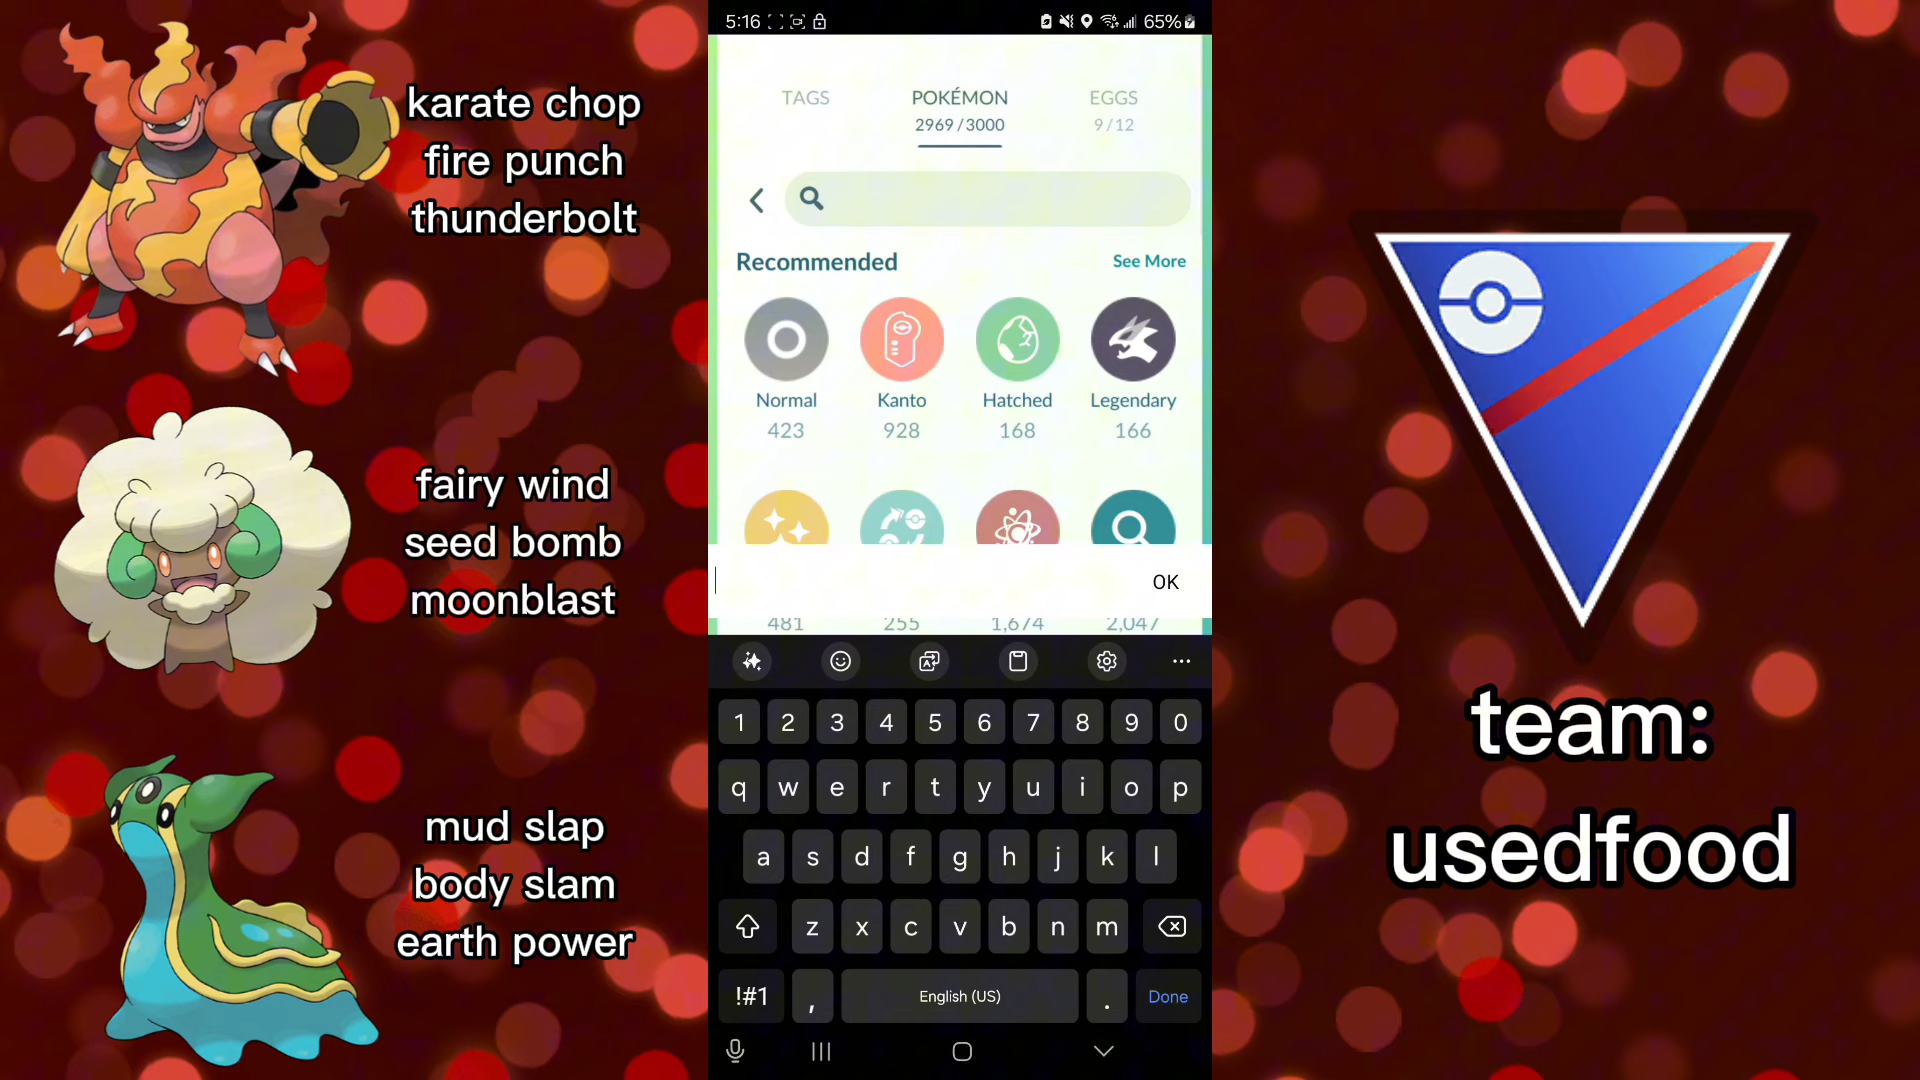 karate chop
fire punch
thunderbolt
fairy wind
seed bomb
moonblast
mud slap
body slam
earth power
5:16
65%
TAGS
POKÉMON
2969 / 3000
EGGS
9 / 12
Recommended
See More
Normal
423
Kanto
928
Hatched
168
Legendary
166
OK
481
255
1,674
2,047
1 2 3 4 5 6 7 8 9 0
q w e r t y u i o p
a s d f g h j k l
z x c v b n m
!#1 , English (US) . Done
team:
usedfood